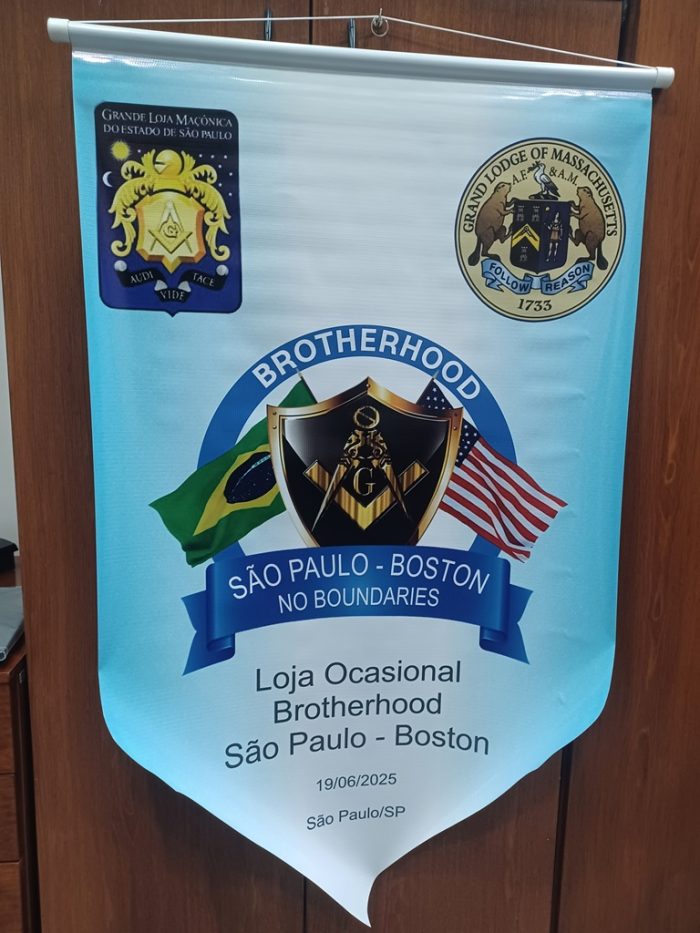 GRANDE LOJA MAÇÔNICA
DO ESTADO DE SÃO PAULO
G
AUDI
VIDE
TACE
GRAND LODGE OF MASSACHUSETTS
A.F. & A.M.
FOLLOW REASON
1733
BROTHERHOOD
G
SÃO PAULO - BOSTON
NO BOUNDARIES
Loja Ocasional
Brotherhood
São Paulo - Boston
19/06/2025
São Paulo/SP